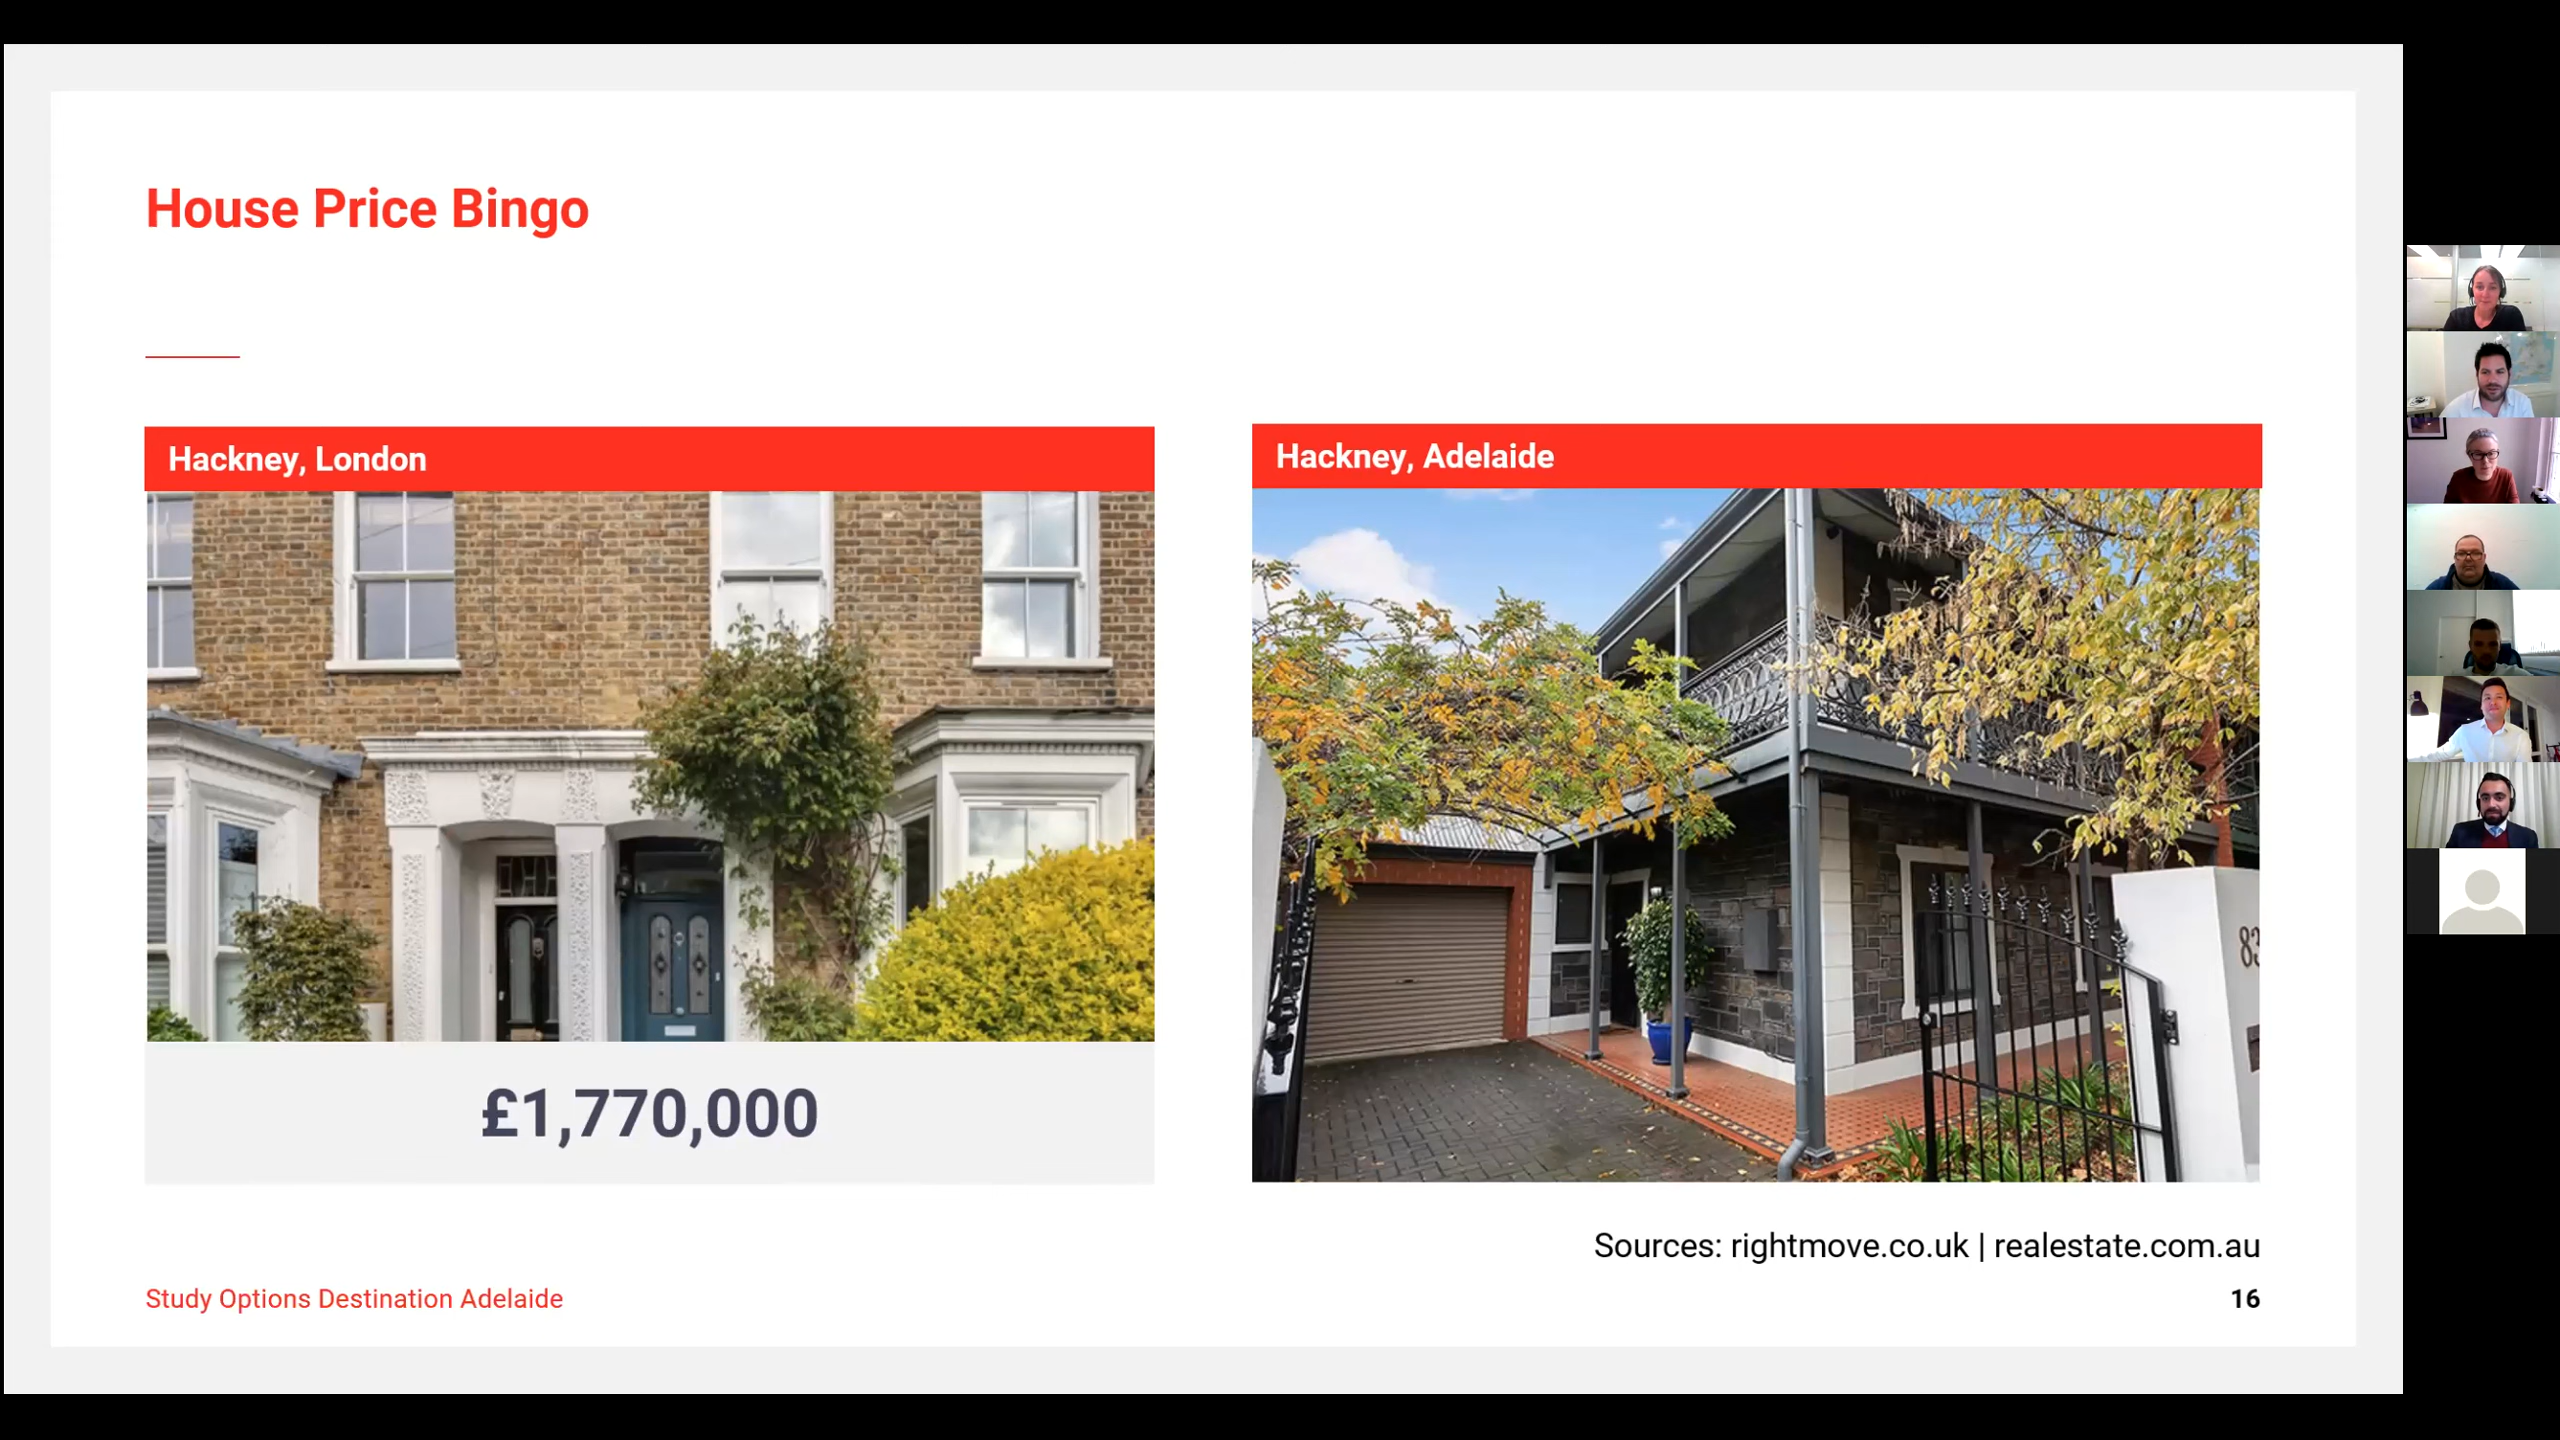 House Price Bingo
Hackney, London
Hackney, Adelaide
83
£1,770,000
Sources: rightmove.co.uk | realestate.com.au
Study Options Destination Adelaide
16